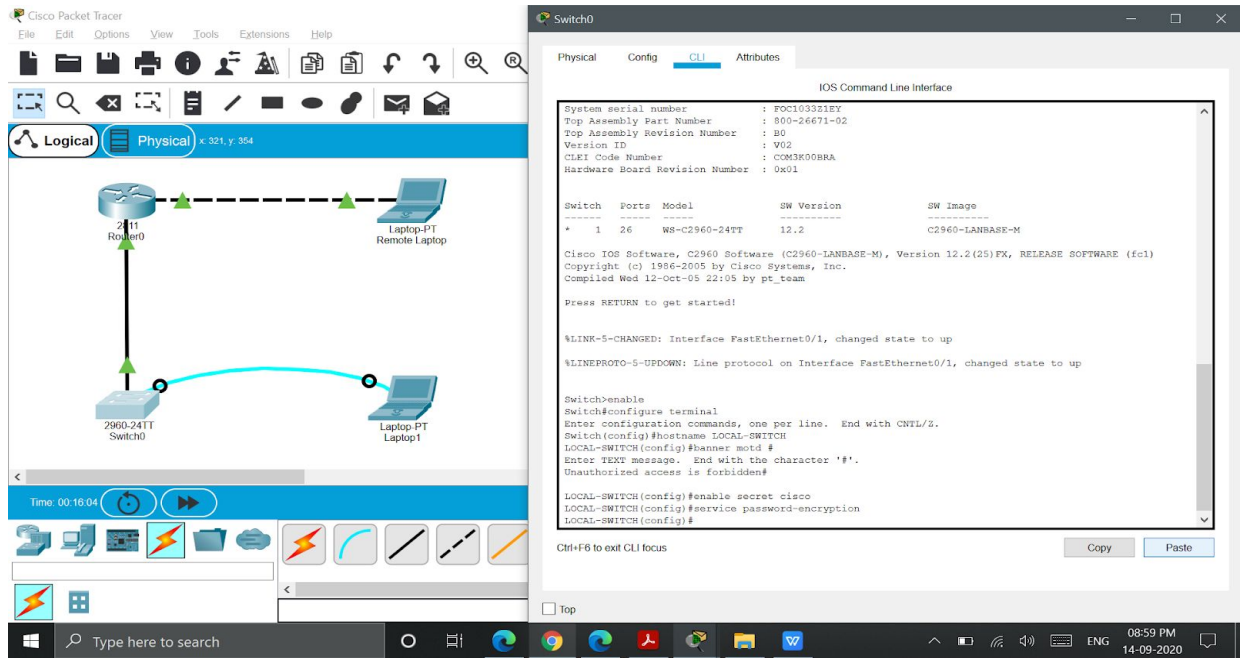 Cisco Packet Tracer
File Edit Options View Tools Extensions Help
Logical Physical x: 321, y: 354
2811
Router0
Laptop-PT
Remote Laptop
2960-24TT
Switch0
Laptop-PT
Laptop1
Time: 00:16:04
Switch0
Physical Config CLI Attributes
IOS Command Line Interface
System serial number : FOC1033Z1EY
Top Assembly Part Number : 800-26671-02
Top Assembly Revision Number : B0
Version ID : V02
CLEI Code Number : COM3K00BRA
Hardware Board Revision Number : 0x01
Switch Ports Model SW Version SW Image
------ ----- ----- ---------- ----------
* 1 26 WS-C2960-24TT 12.2 C2960-LANBASE-M
Cisco IOS Software, C2960 Software (C2960-LANBASE-M), Version 12.2(25)FX, RELEASE SOFTWARE (fc1)
Copyright (c) 1986-2005 by Cisco Systems, Inc.
Compiled Wed 12-Oct-05 22:05 by pt_team
Press RETURN to get started!
%LINK-5-CHANGED: Interface FastEthernet0/1, changed state to up
%LINEPROTO-5-UPDOWN: Line protocol on Interface FastEthernet0/1, changed state to up
Switch>enable
Switch#configure terminal
Enter configuration commands, one per line. End with CNTL/Z.
Switch(config)#hostname LOCAL-SWITCH
LOCAL-SWITCH(config)#banner motd #
Enter TEXT message. End with the character '#'.
Unauthorized access is forbidden#
LOCAL-SWITCH(config)#enable secret cisco
LOCAL-SWITCH(config)#service password-encryption
LOCAL-SWITCH(config)#
Ctrl+F6 to exit CLI focus
Copy Paste
Top
Type here to search
ENG
08:59 PM
14-09-2020